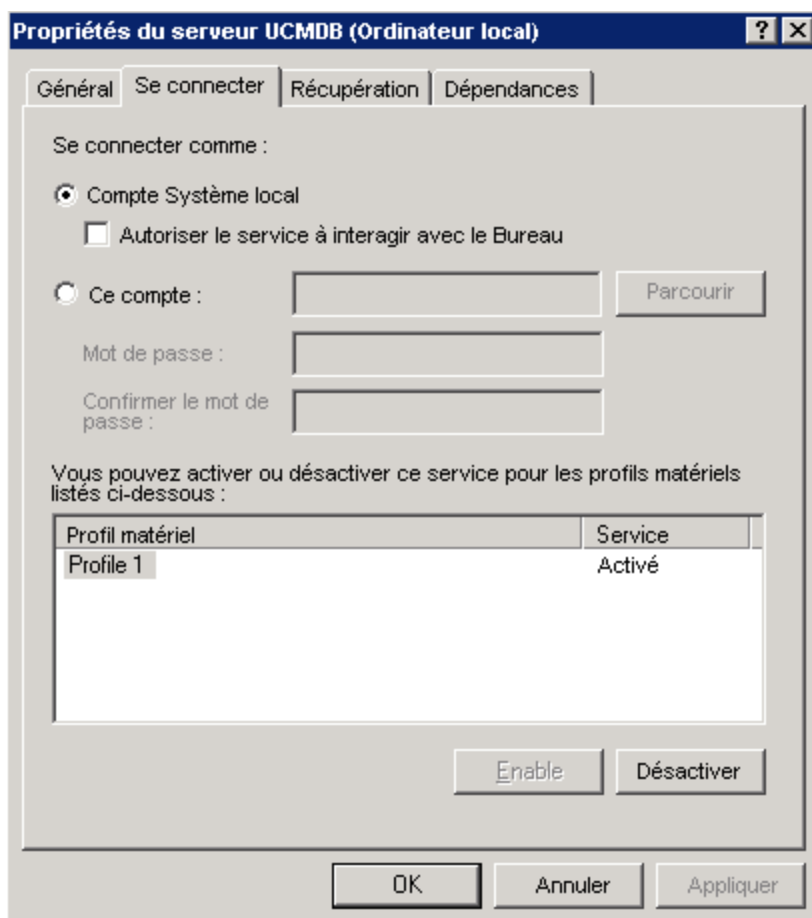 Propriétés du serveur UCMDB (Ordinateur local)
Général Se connecter Récupération Dépendances
Se connecter comme :
Compte Système local
Autoriser le service à interagir avec le Bureau
Ce compte : Parcourir
Mot de passe :
Confirmer le mot de
passe :
Vous pouvez activer ou désactiver ce service pour les profils matériels
listés ci-dessous :
Profil matériel Service
Profile 1 Activé
Enable Désactiver
OK Annuler Appliquer